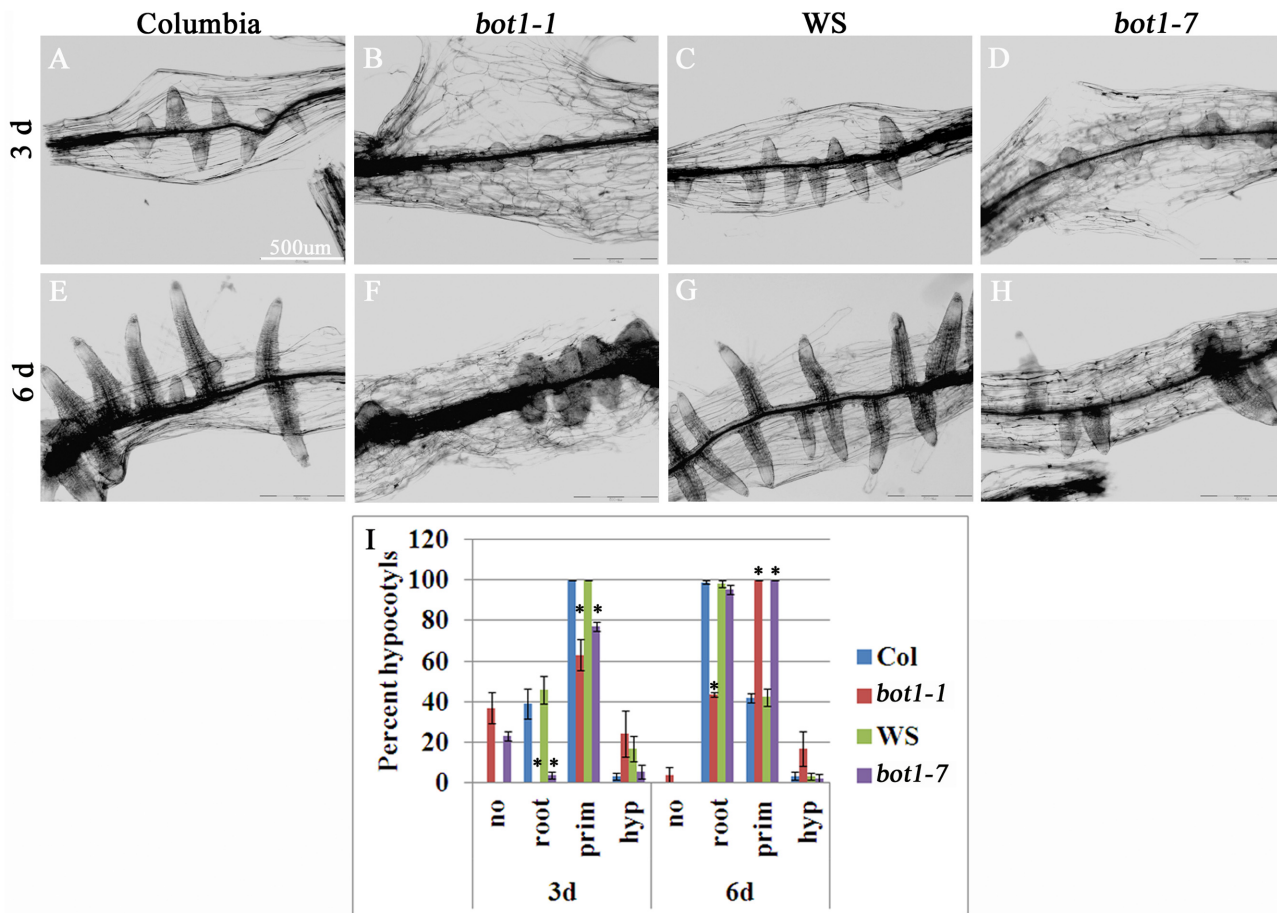 Columbia bot1-1 WS bot1-7
3 d
A B C D
500um
6 d
E F G H
I
120
100
80
60
40
20
0
Percent hypocotyls
* * * * * * *
no root prim hyp no root prim hyp
3d 6d
Col
bot1-1
WS
bot1-7